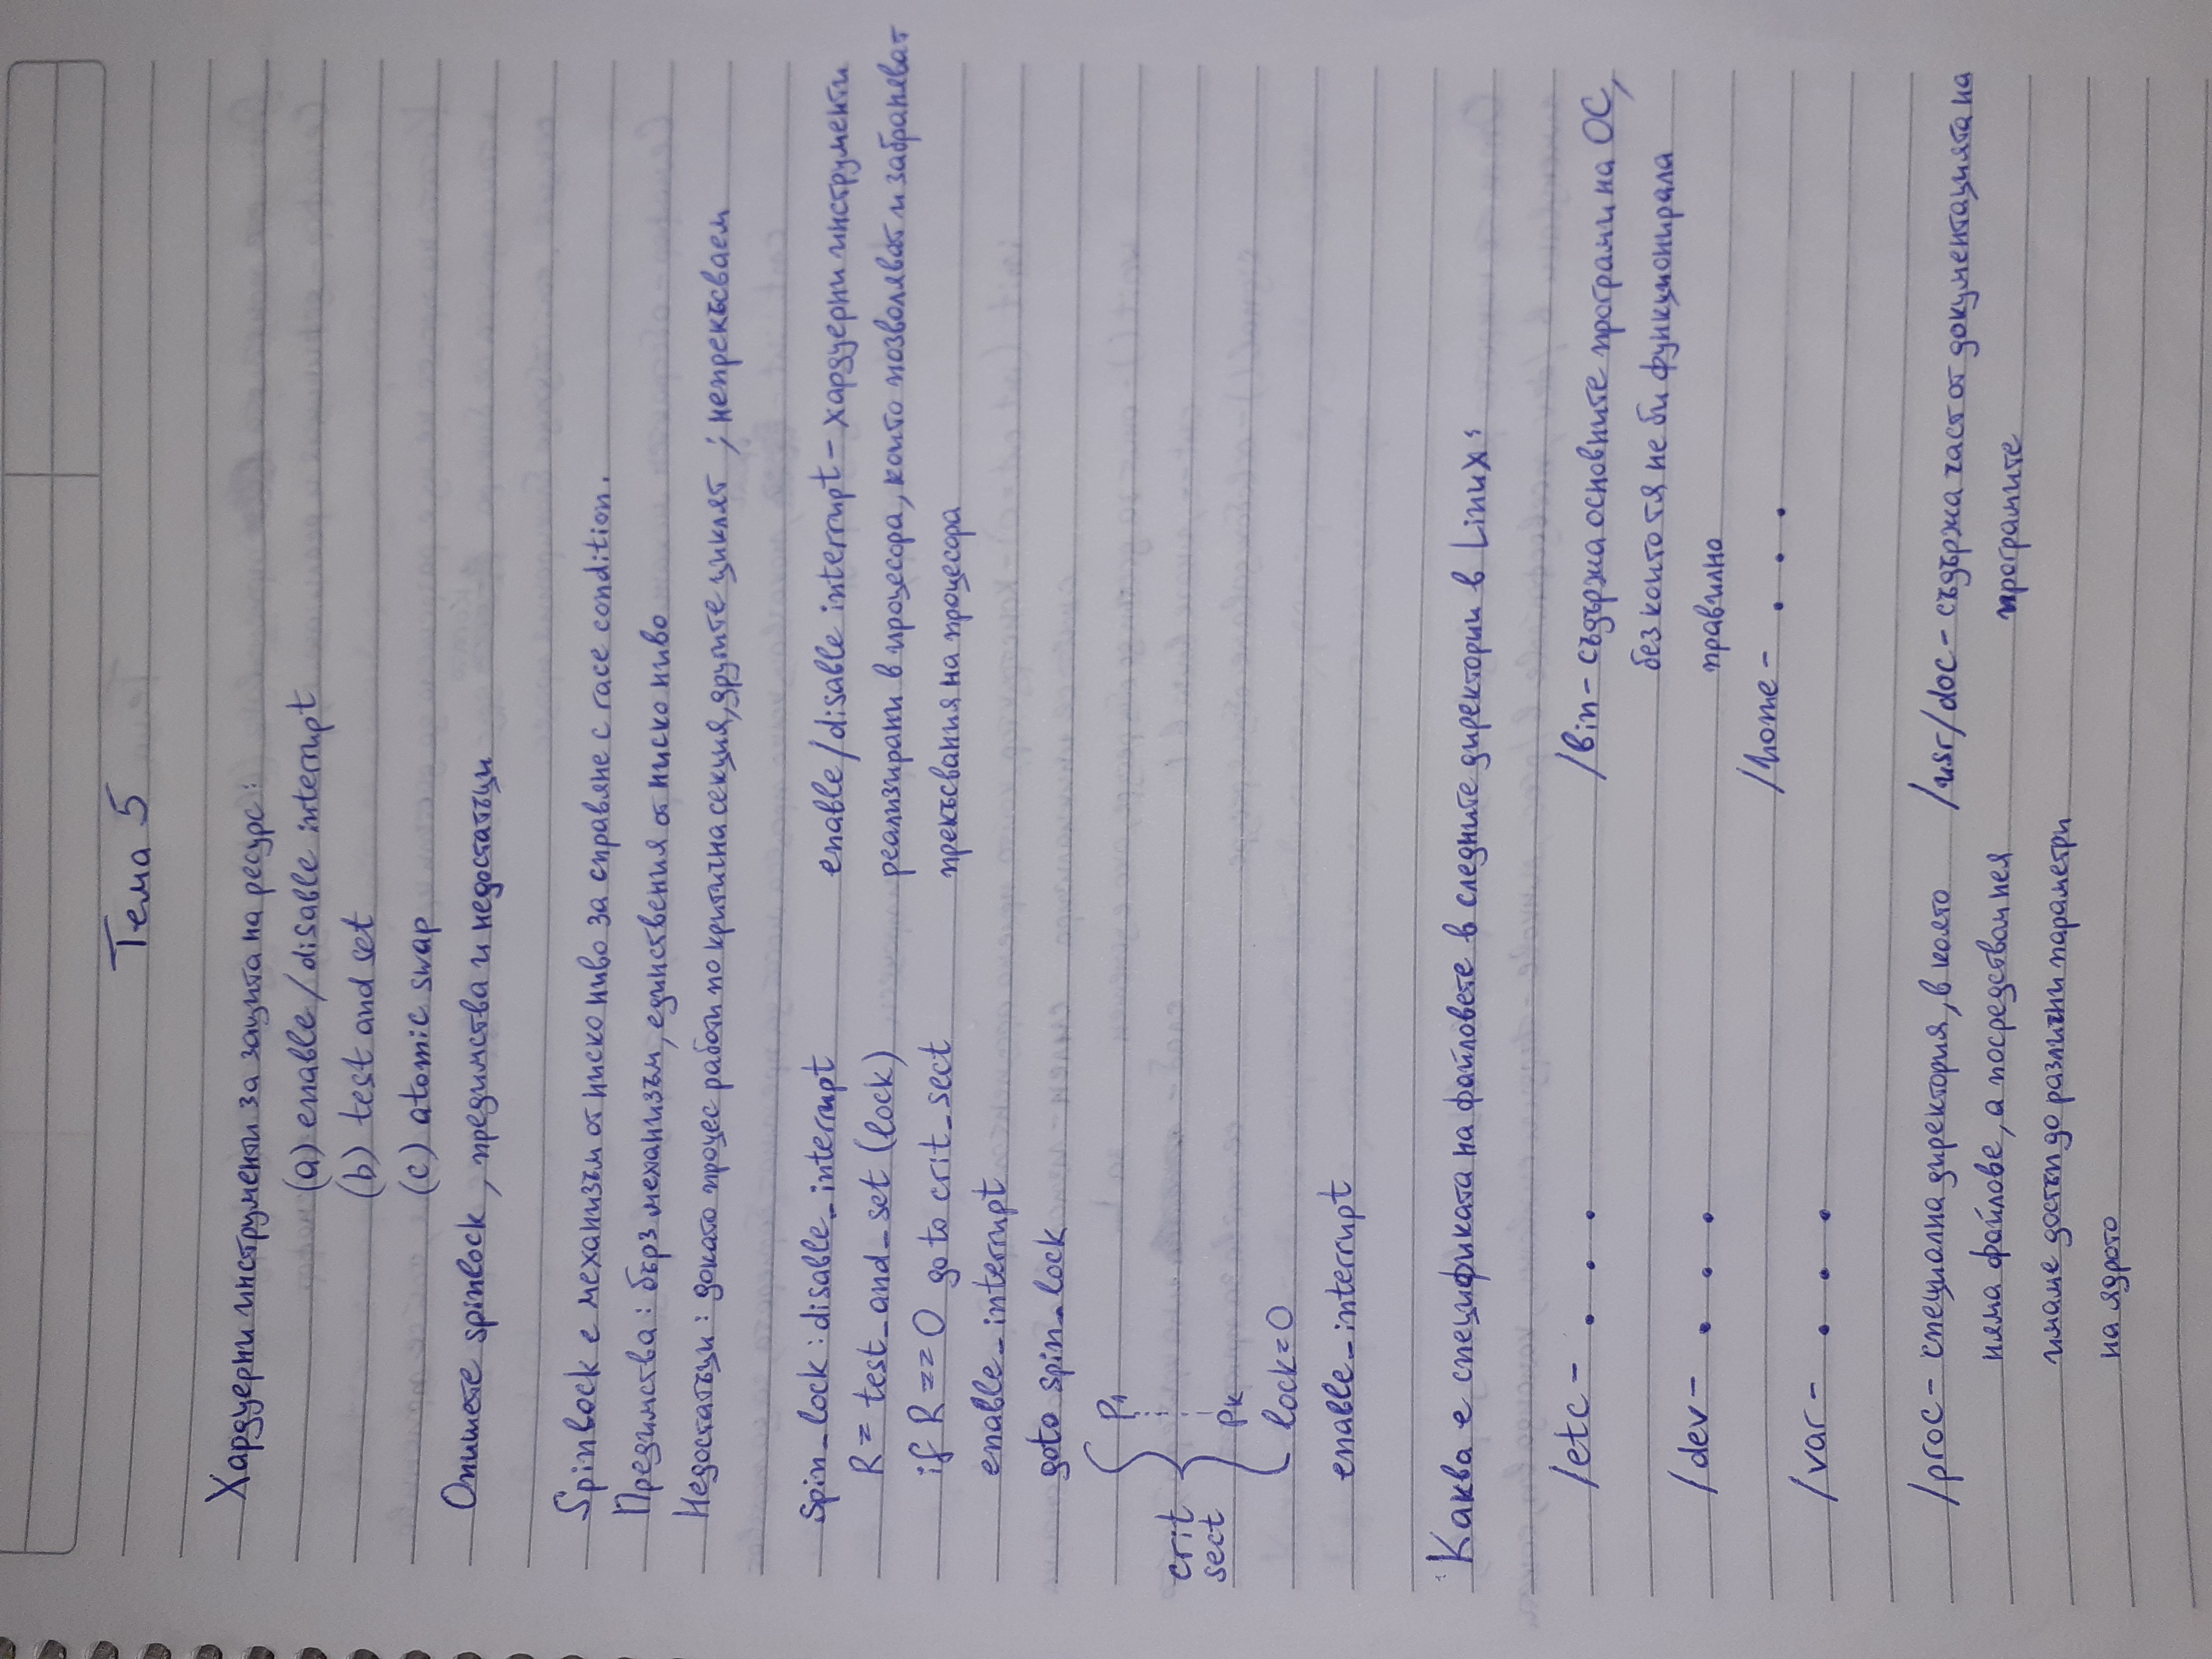 Тема 5
Хардуерни инструменти за защита на ресурс:
(a) enable/disable interrupt
(b) test and set
(c) atomic swap
Опишете spinlock, предимства и недостатъци
Spinlock е механизъм от ниско ниво за справяне с race condition.
Предимства: бърз механизъм, единствения от ниско ниво
Недостатъци: докато процес работи по критична секция, другите циклят ; непрекъсваем
spin_lock: disable_interrupt
R = test_and_set (lock)
if R == 0 go to crit_sect
enable_interrupt
goto spin_lock
enable/disable interrupt - хардуерни инструменти
реализирани в процесора, които позволяват и забраняват
прекъсвания на процесора
P1
crit
sect
Pk
lock=0
enable_interrupt
Каква е спецификата на файловете в следните директории в Linux:
/etc - . . .
/dev - . . .
/var - . . .
/bin - съдържа основните програми на ОС,
без които тя не би функционирала
правилно
/home - . . .
/proc - специална директория, в която
няма файлове, а посредством нея
имаме достъп до различни параметри
на ядрото
/usr/doc - съдържа част от документацията на
програмите